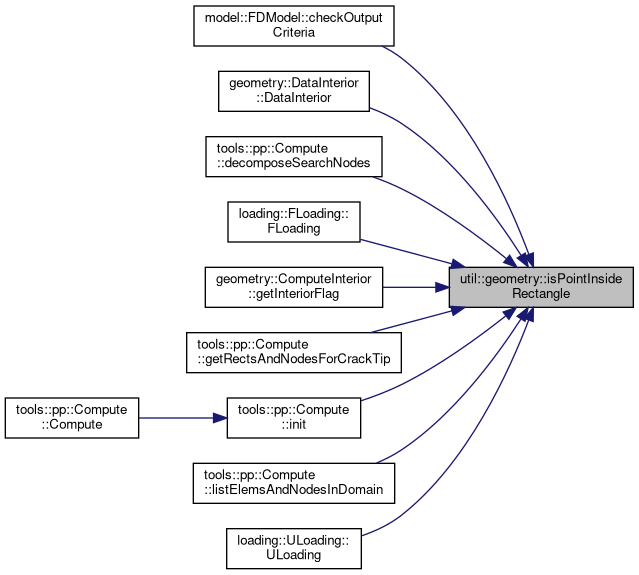 model::FDModel::checkOutput
Criteria
geometry::DataInterior
::DataInterior
tools::pp::Compute
::decomposeSearchNodes
loading::FLoading::
FLoading
util::geometry::isPointInside
Rectangle
geometry::ComputeInterior
::getInteriorFlag
tools::pp::Compute
::getRectsAndNodesForCrackTip
tools::pp::Compute
::Compute
tools::pp::Compute
::init
tools::pp::Compute
::listElemsAndNodesInDomain
loading::ULoading::
ULoading